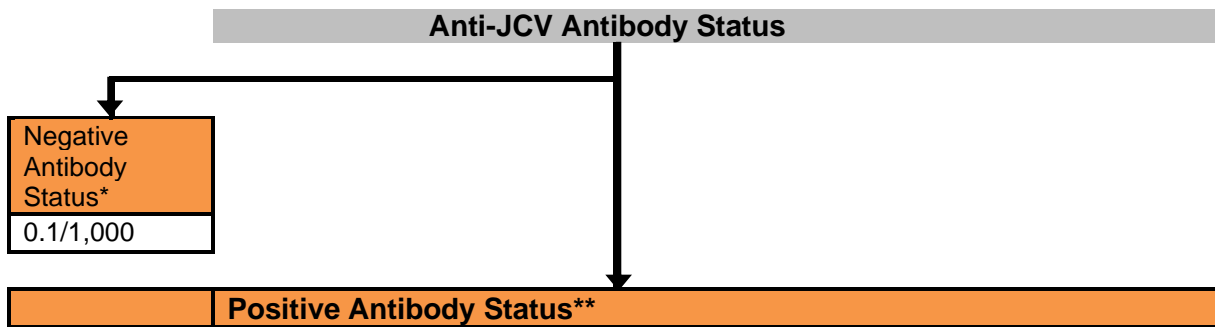 Anti-JCV Antibody Status
Negative
Antibody
Status*
0.1/1,000
Positive Antibody Status**